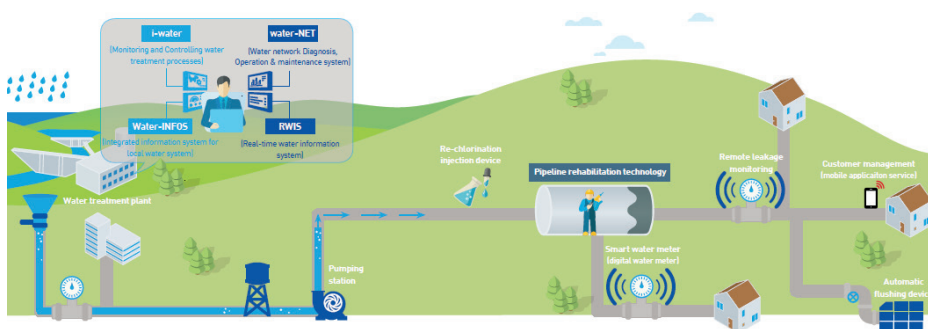 i-water
[Monitoring and Controlling water
treatment processes]
water-NET
[Water network Diagnosis,
Operation & maintenance system]
Water-INFOS
[Integrated information system for
local water system]
RWIS
[Real-time water information
system]
Water treatment plant
Pumping
station
Re-chlorination
injection device
Pipeline rehabilitation technology
Smart water meter
[digital water meter]
Remote leakage
monitoring
Customer management
[mobile applicaiton service]
Automatic
flushing device